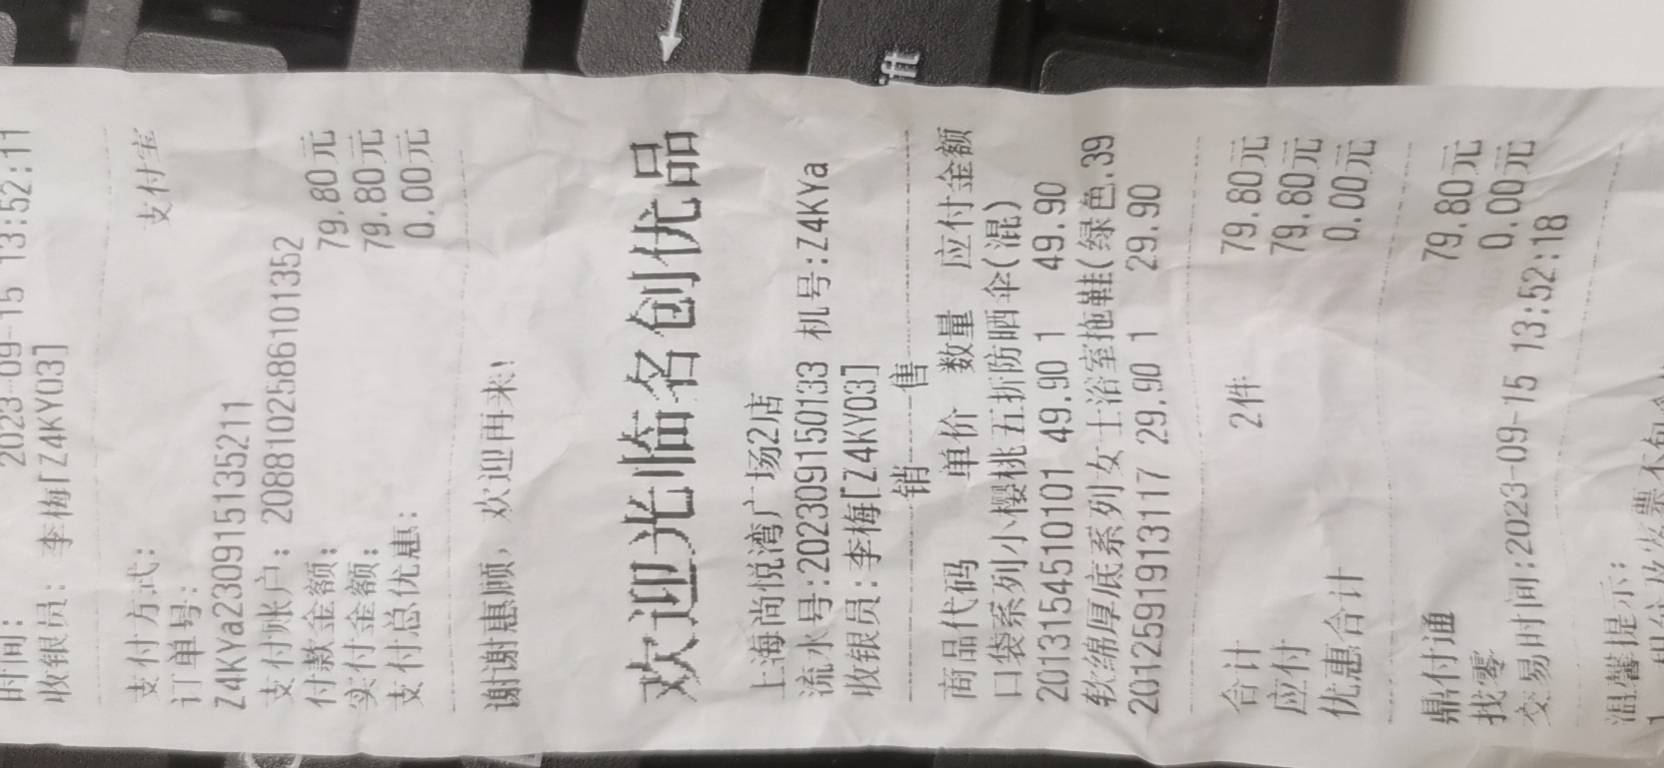 时间: 2023-09-15 13:52:11
收银员: 李梅[Z4KY03]
支付方式: 支付宝
订单号:
Z4KYa23091513521​1
支付账户: 2088102586101352
付款金额: 79.80元
实付金额: 79.80元
支付总优惠: 0.00元
谢谢惠顾, 欢迎再来!
欢迎光临名创优品
上海尚悦湾广场2店
流水号:202309150133 机号:Z4KYa
收银员:李梅[Z4KY03]
销 售
商品代码 单价 数量 应付金额
口袋系列小樱桃五折防晒伞(混)
2013154510101 49.90 1 49.90
软绵厚底系列女士浴室拖鞋(绿色.39
2012591913117 29.90 1 29.90
合计 2件 79.80元
应付 79.80元
优惠合计 0.00元
鼎付通 79.80元
找零 0.00元
交易时间:2023-09-15 13:52:18
温馨提示: